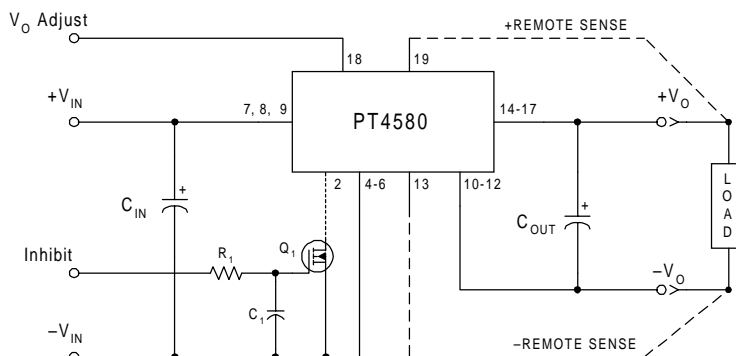 V_O Adjust
+REMOTE SENSE
18
19
+V_IN
7, 8, 9
PT4580
14-17
+V_O
2
4-6
13
10-12
+
C_IN
+
C_OUT
LOAD
Inhibit
R_1
Q_1
C_1
–V_O
–V_IN
–REMOTE SENSE